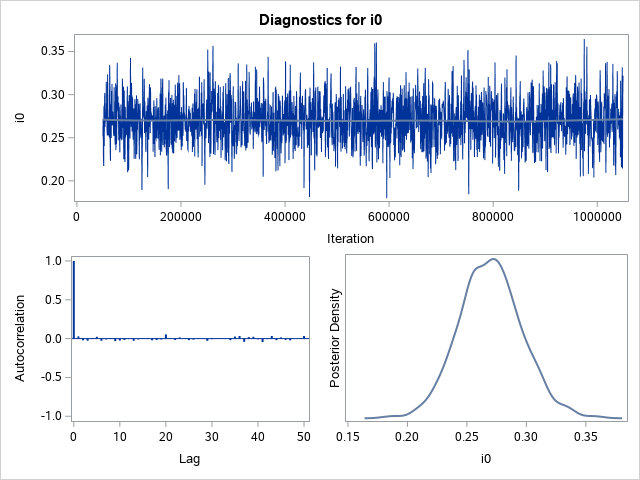 Diagnostics for i0
0.35
0.30
0.25
0.20
i0
0 200000 400000 600000 800000 1000000
Iteration
1.0
0.5
0.0
-0.5
-1.0
Autocorrelation
0 10 20 30 40 50
Lag
Posterior Density
0.15 0.20 0.25 0.30 0.35
i0